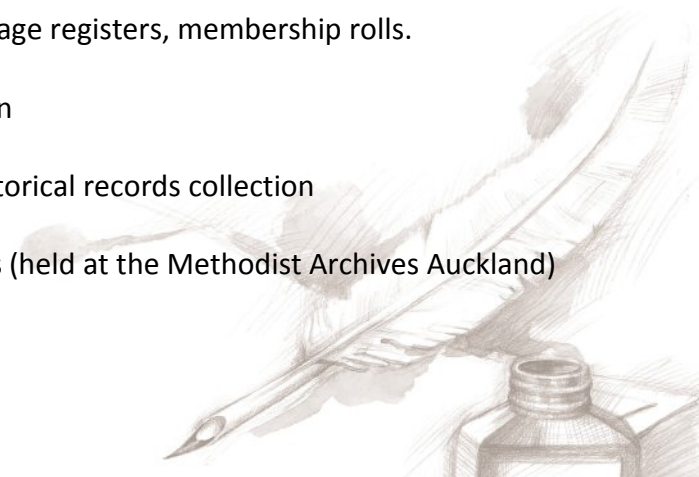 age registers, membership rolls.
n
torical records collection
s (held at the Methodist Archives Auckland)